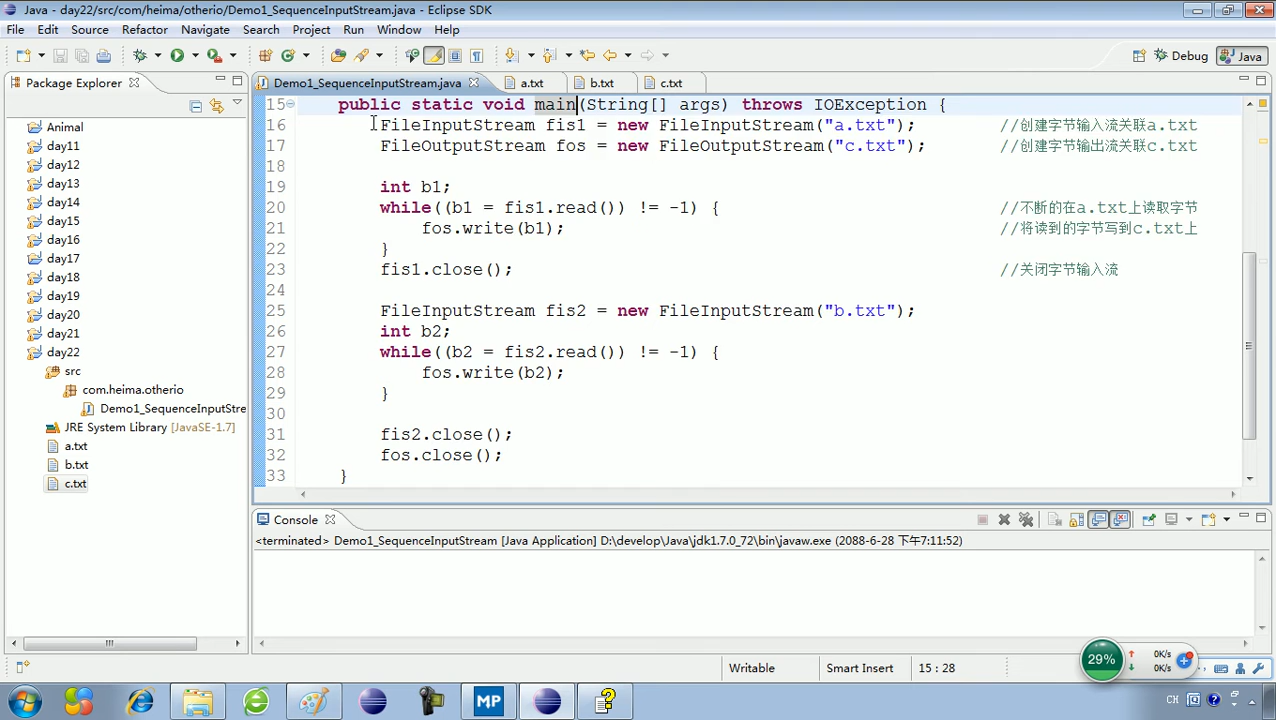 Java - day22/src/com/heima/otherio/Demo1_SequenceInputStream.java - Eclipse SDK
File Edit Source Refactor Navigate Search Project Run Window Help
Debug Java
Package Explorer
Demo1_SequenceInputStream.java a.txt b.txt c.txt
Animal
day11
day12
day13
day14
day15
day16
day17
day18
day19
day20
day21
day22
src
com.heima.otherio
Demo1_SequenceInputStre
JRE System Library [JavaSE-1.7]
a.txt
b.txt
c.txt
15 public static void main(String[] args) throws IOException {
16 FileInputStream fis1 = new FileInputStream("a.txt"); //创建字节输入流关联a.txt
17 FileOutputStream fos = new FileOutputStream("c.txt"); //创建字节输出流关联c.txt
18
19 int b1;
20 while((b1 = fis1.read()) != -1) { //不断的在a.txt上读取字节
21 fos.write(b1); //将读到的字节写到c.txt上
22 }
23 fis1.close(); //关闭字节输入流
24
25 FileInputStream fis2 = new FileInputStream("b.txt");
26 int b2;
27 while((b2 = fis2.read()) != -1) {
28 fos.write(b2);
29 }
30
31 fis2.close();
32 fos.close();
33 }
Console
<terminated> Demo1_SequenceInputStream [Java Application] D:\develop\Java\jdk1.7.0_72\bin\javaw.exe (2088-6-28 下午7:11:52)
Writable Smart Insert 15 : 28
29% 0K/s
0K/s
MP CH